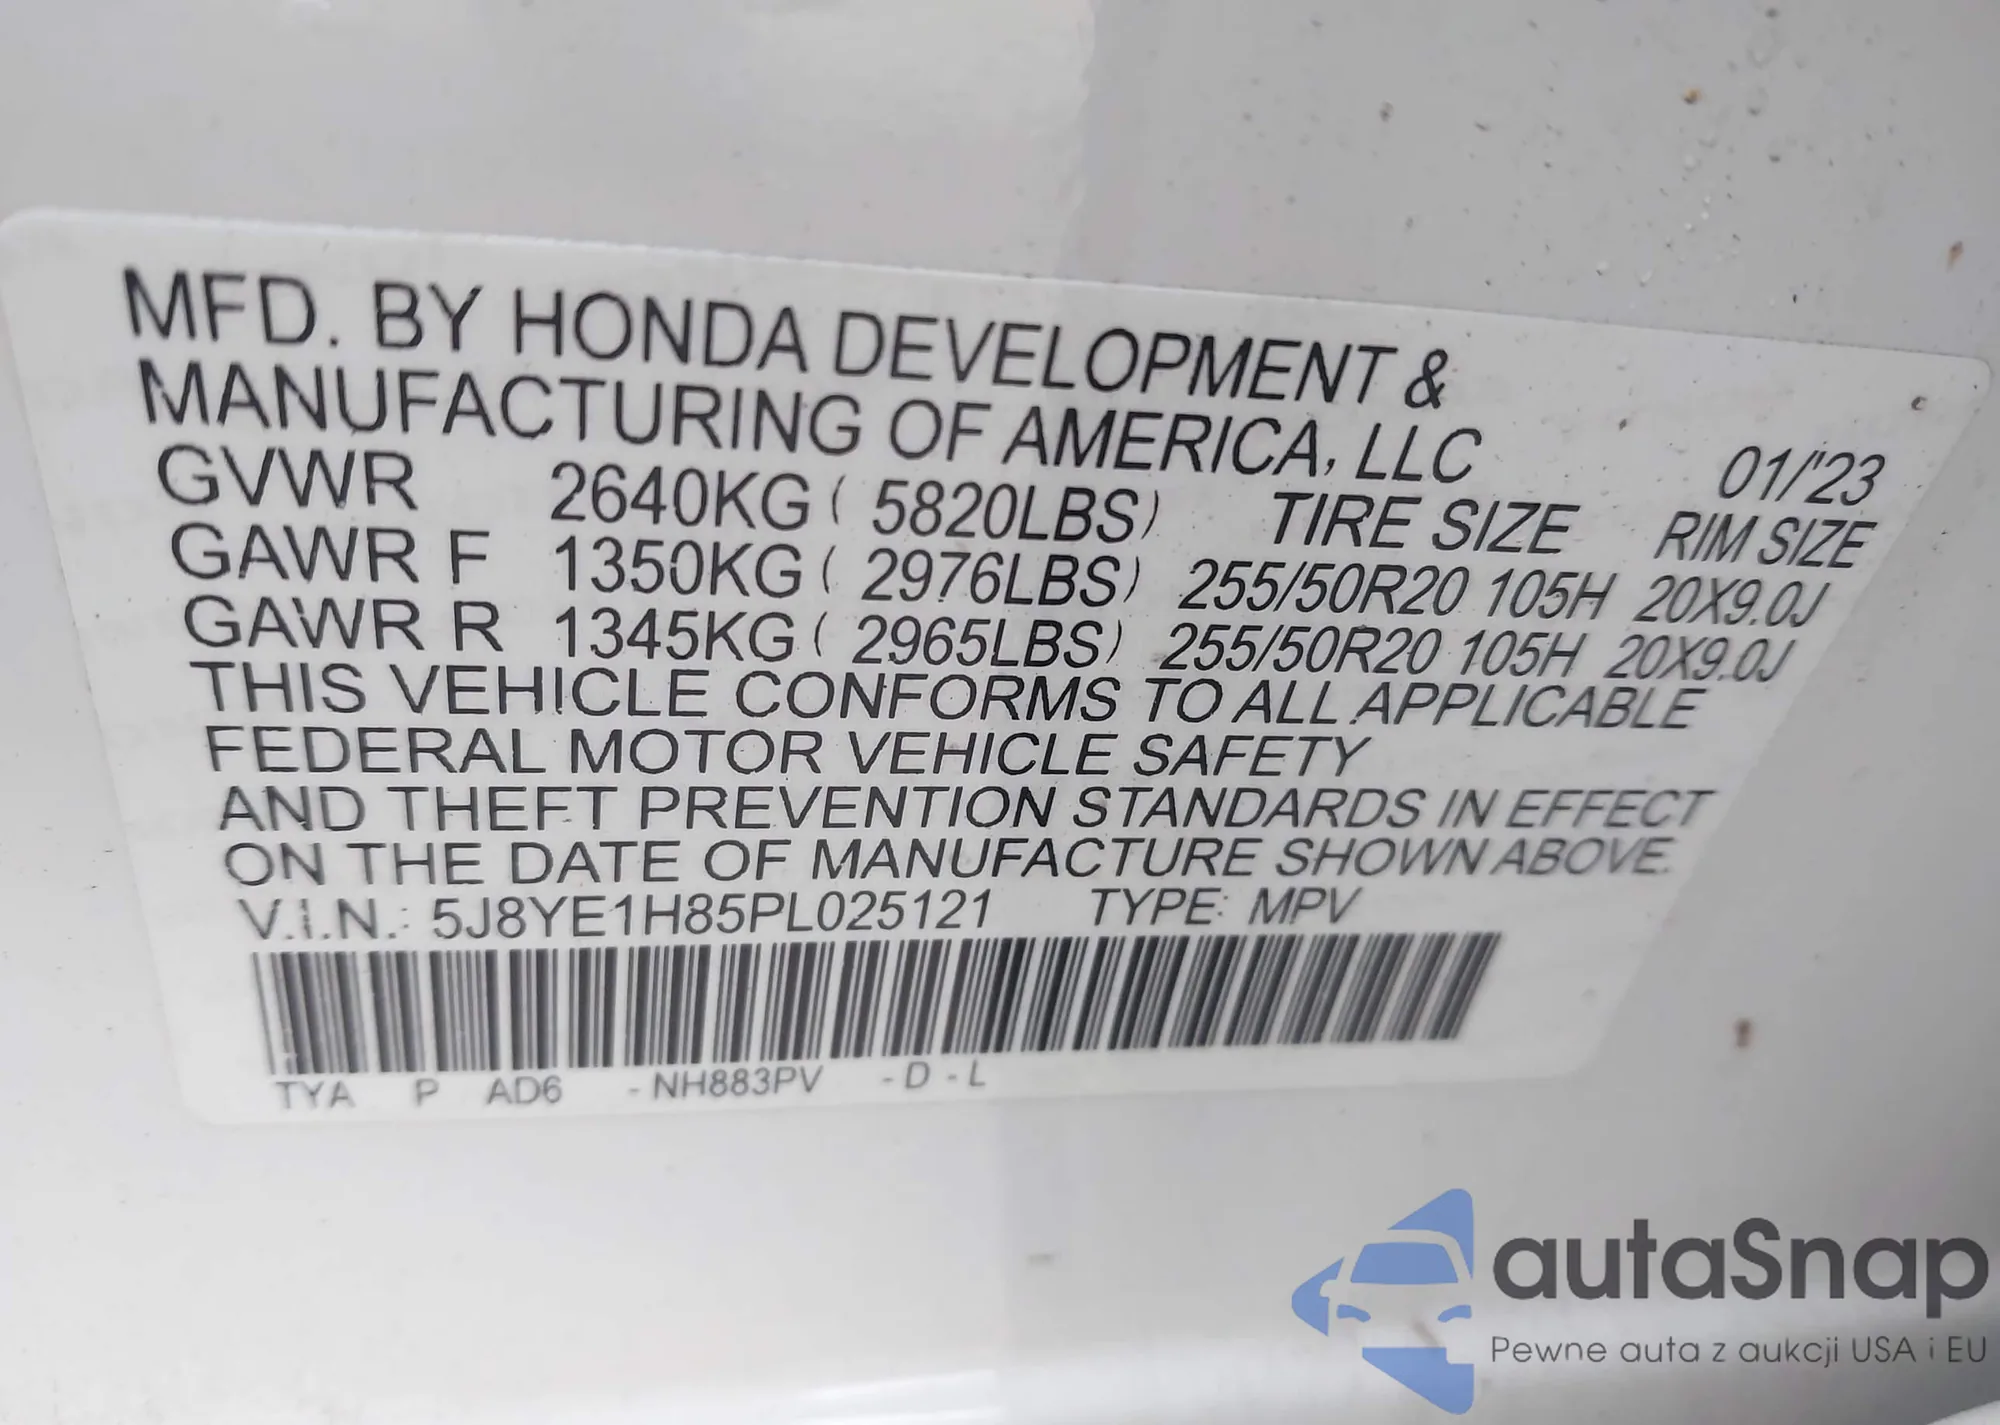 MFD. BY HONDA DEVELOPMENT &
MANUFACTURING OF AMERICA, LLC 01/'23
GVWR 2640KG ( 5820LBS) TIRE SIZE RIM SIZE
GAWR F 1350KG ( 2976LBS) 255/50R20 105H 20X9.0J
GAWR R 1345KG ( 2965LBS) 255/50R20 105H 20X9.0J
THIS VEHICLE CONFORMS TO ALL APPLICABLE
FEDERAL MOTOR VEHICLE SAFETY
AND THEFT PREVENTION STANDARDS IN EFFECT
ON THE DATE OF MANUFACTURE SHOWN ABOVE.
V.I.N.: 5J8YE1H85PL025121 TYPE: MPV
TYA P AD6 - NH883PV - D - L
autaSnap
Pewne auta z aukcji USA i EU